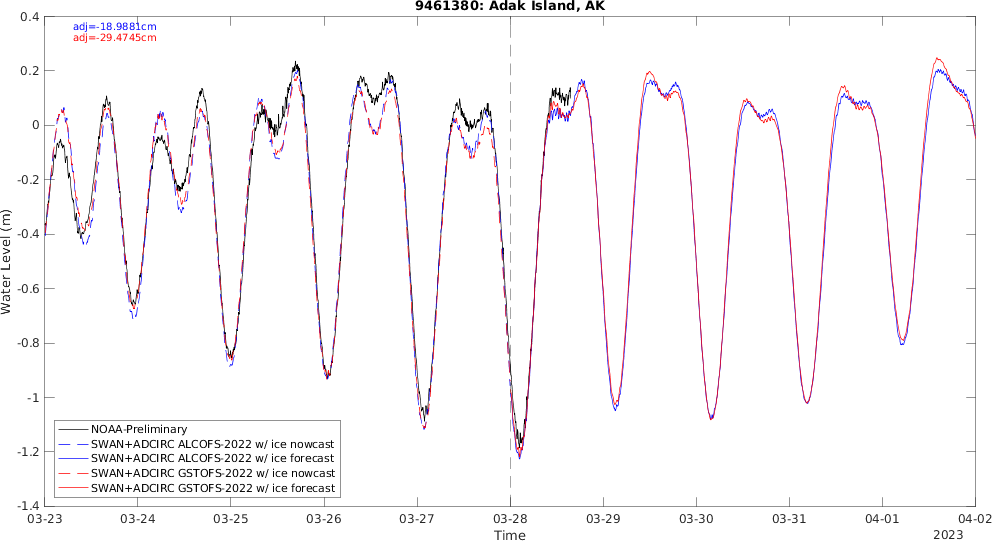 9461380: Adak Island, AK
adj=-18.9881cm
adj=-29.4745cm
0.4
0.2
0
-0.2
-0.4
-0.6
-0.8
-1
-1.2
-1.4
Water Level (m)
NOAA-Preliminary
SWAN+ADCIRC ALCOFS-2022 w/ ice nowcast
SWAN+ADCIRC ALCOFS-2022 w/ ice forecast
SWAN+ADCIRC GSTOFS-2022 w/ ice nowcast
SWAN+ADCIRC GSTOFS-2022 w/ ice forecast
03-23 03-24 03-25 03-26 03-27 03-28 03-29 03-30 03-31 04-01 04-02
Time
2023